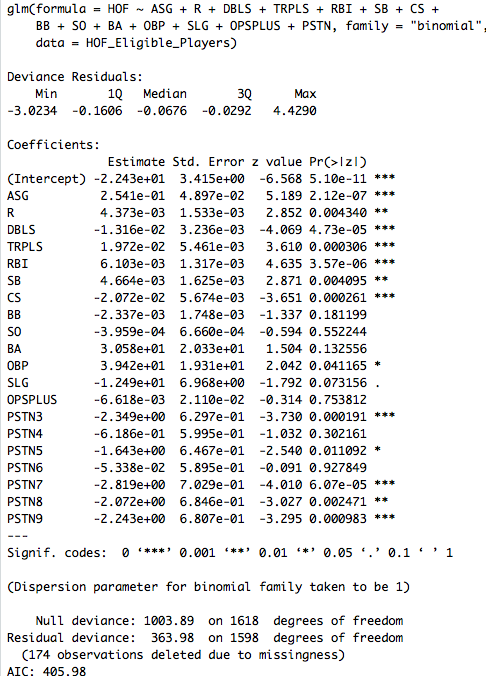 glm(formula = HOF ~ ASG + R + DBLS + TRPLS + RBI + SB + CS +
    BB + SO + BA + OBP + SLG + OPSPLUS + PSTN, family = "binomial",
    data = HOF_Eligible_Players)

Deviance Residuals:
    Min       1Q   Median       3Q      Max
-3.0234  -0.1606  -0.0676  -0.0292   4.4290

Coefficients:
              Estimate Std. Error z value Pr(>|z|)
(Intercept) -2.243e+01  3.415e+00  -6.568 5.10e-11 ***
ASG          2.541e-01  4.897e-02   5.189 2.12e-07 ***
R            4.373e-03  1.533e-03   2.852 0.004340 **
DBLS        -1.316e-02  3.236e-03  -4.069 4.73e-05 ***
TRPLS        1.972e-02  5.461e-03   3.610 0.000306 ***
RBI          6.103e-03  1.317e-03   4.635 3.57e-06 ***
SB           4.664e-03  1.625e-03   2.871 0.004095 **
CS          -2.072e-02  5.674e-03  -3.651 0.000261 ***
BB          -2.337e-03  1.748e-03  -1.337 0.181199
SO          -3.959e-04  6.660e-04  -0.594 0.552244
BA           3.058e+01  2.033e+01   1.504 0.132556
OBP          3.942e+01  1.931e+01   2.042 0.041165 *
SLG         -1.249e+01  6.968e+00  -1.792 0.073156 .
OPSPLUS     -6.618e-03  2.110e-02  -0.314 0.753812
PSTN3       -2.349e+00  6.297e-01  -3.730 0.000191 ***
PSTN4       -6.186e-01  5.995e-01  -1.032 0.302161
PSTN5       -1.643e+00  6.467e-01  -2.540 0.011092 *
PSTN6       -5.338e-02  5.895e-01  -0.091 0.927849
PSTN7       -2.819e+00  7.029e-01  -4.010 6.07e-05 ***
PSTN8       -2.072e+00  6.846e-01  -3.027 0.002471 **
PSTN9       -2.243e+00  6.807e-01  -3.295 0.000983 ***
---
Signif. codes:  0 ‘***’ 0.001 ‘**’ 0.01 ‘*’ 0.05 ‘.’ 0.1 ‘ ’ 1

(Dispersion parameter for binomial family taken to be 1)

    Null deviance: 1003.89  on 1618  degrees of freedom
Residual deviance:  363.98  on 1598  degrees of freedom
  (174 observations deleted due to missingness)
AIC: 405.98